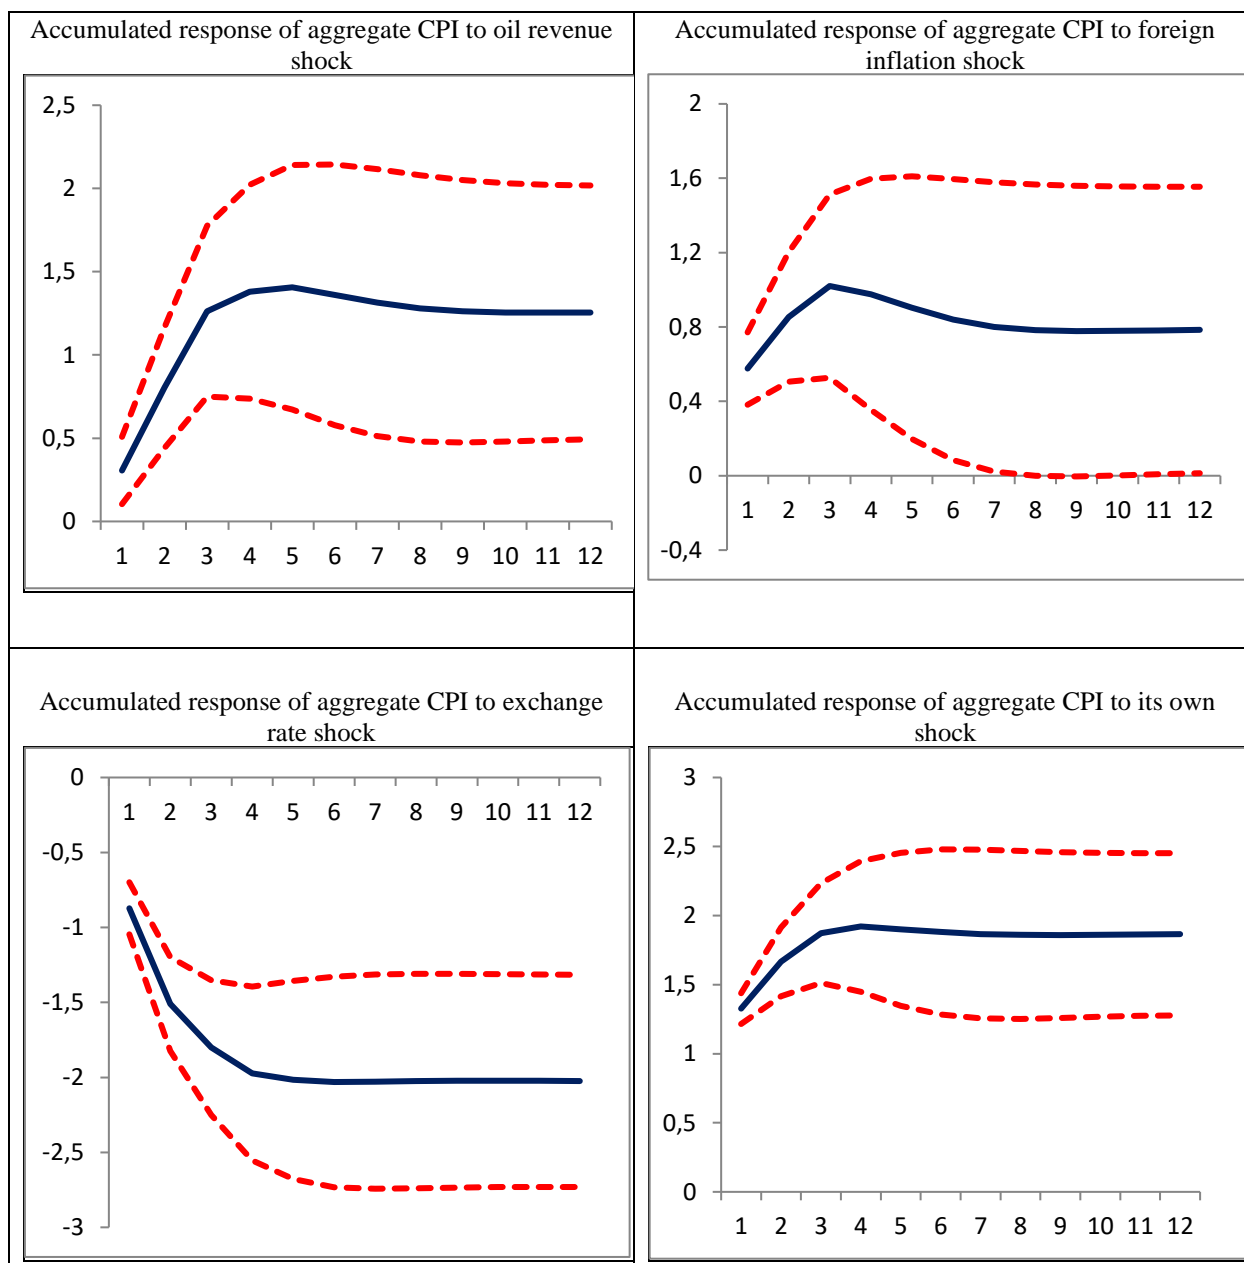 Accumulated response of aggregate CPI to oil revenue
shock
2,5
2
1,5
1
0,5
0
1 2 3 4 5 6 7 8 9 10 11 12
Accumulated response of aggregate CPI to foreign
inflation shock
2
1,6
1,2
0,8
0,4
0
1 2 3 4 5 6 7 8 9 10 11 12
-0,4
Accumulated response of aggregate CPI to exchange
rate shock
0
1 2 3 4 5 6 7 8 9 10 11 12
-0,5
-1
-1,5
-2
-2,5
-3
Accumulated response of aggregate CPI to its own
shock
3
2,5
2
1,5
1
0,5
0
1 2 3 4 5 6 7 8 9 10 11 12